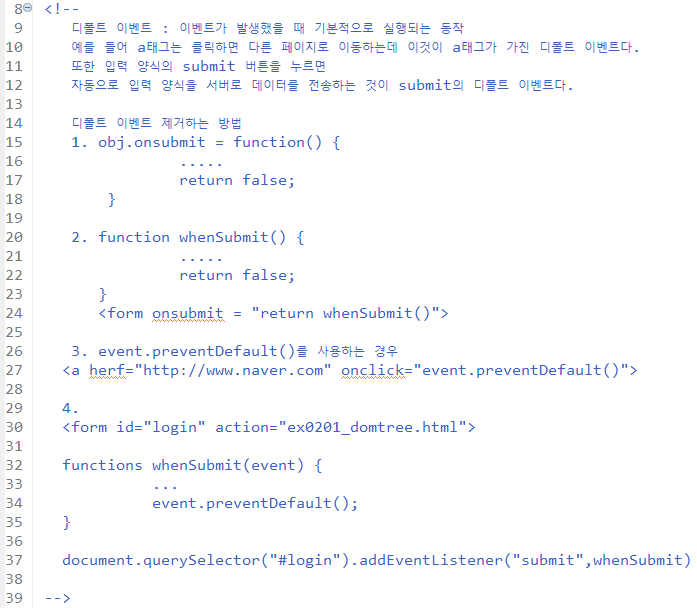 8 <!--
9 디폴트 이벤트 : 이벤트가 발생했을 때 기본적으로 실행되는 동작
10 예를 들어 a태그는 클릭하면 다른 페이지로 이동하는데 이것이 a태그가 가진 디폴트 이벤트다.
11 또한 입력 양식의 submit 버튼을 누르면
12 자동으로 입력 양식을 서버로 데이터를 전송하는 것이 submit의 디폴트 이벤트다.
13
14 디폴트 이벤트 제거하는 방법
15 1. obj.onsubmit = function() {
16 .....
17 return false;
18 }
19
20 2. function whenSubmit() {
21 .....
22 return false;
23 }
24 <form onsubmit = "return whenSubmit()">
25
26 3. event.preventDefault()를 사용하는 경우
27 <a herf="http://www.naver.com" onclick="event.preventDefault()">
28
29 4.
30 <form id="login" action="ex0201_domtree.html">
31
32 functions whenSubmit(event) {
33 ...
34 event.preventDefault();
35 }
36
37 document.querySelector("#login").addEventListener("submit",whenSubmit)
38
39 -->